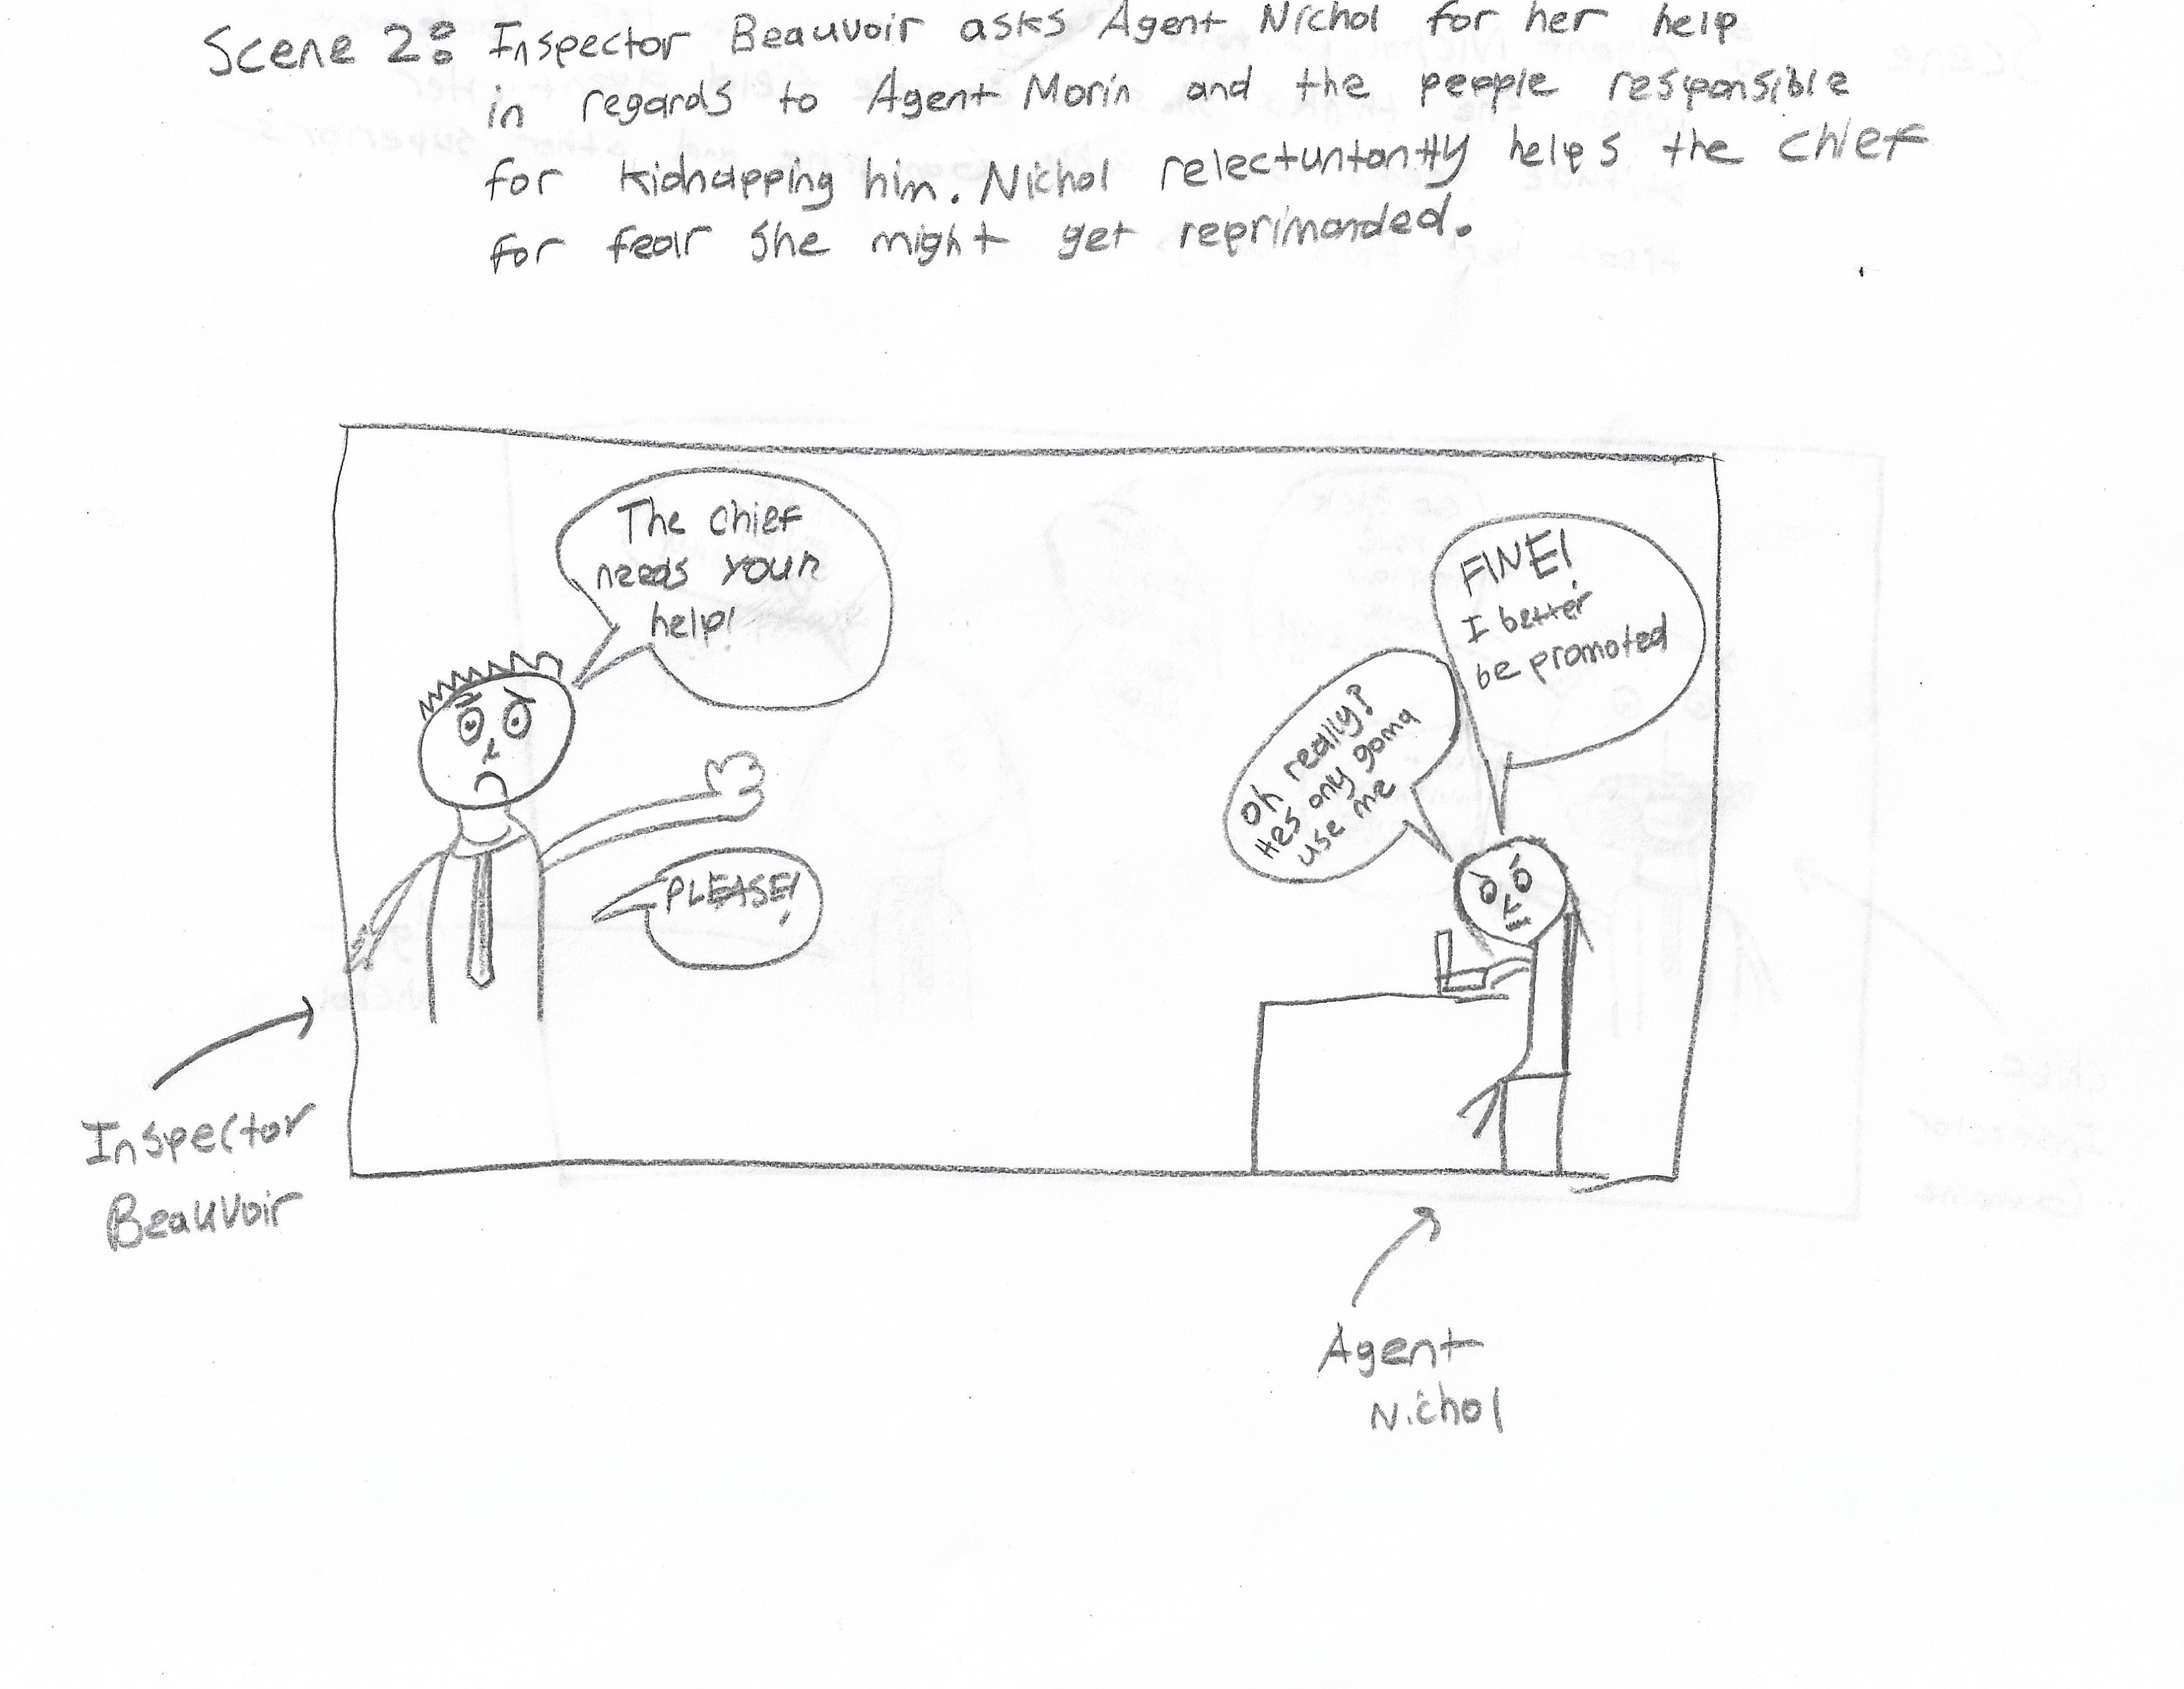 Scene 2: Inspector Beauvoir asks Agent Nichol for her help
in regards to Agent Morin and the people responsible
for kidnapping him. Nichol relectuntantly helps the chief
for fear she might get reprimanded.
The chief
needs your
help!
PLEASE!
Oh really?
Hes only gonna
use me
FINE!
I better
be promoted
Inspector
Beauvoir
Agent
Nichol